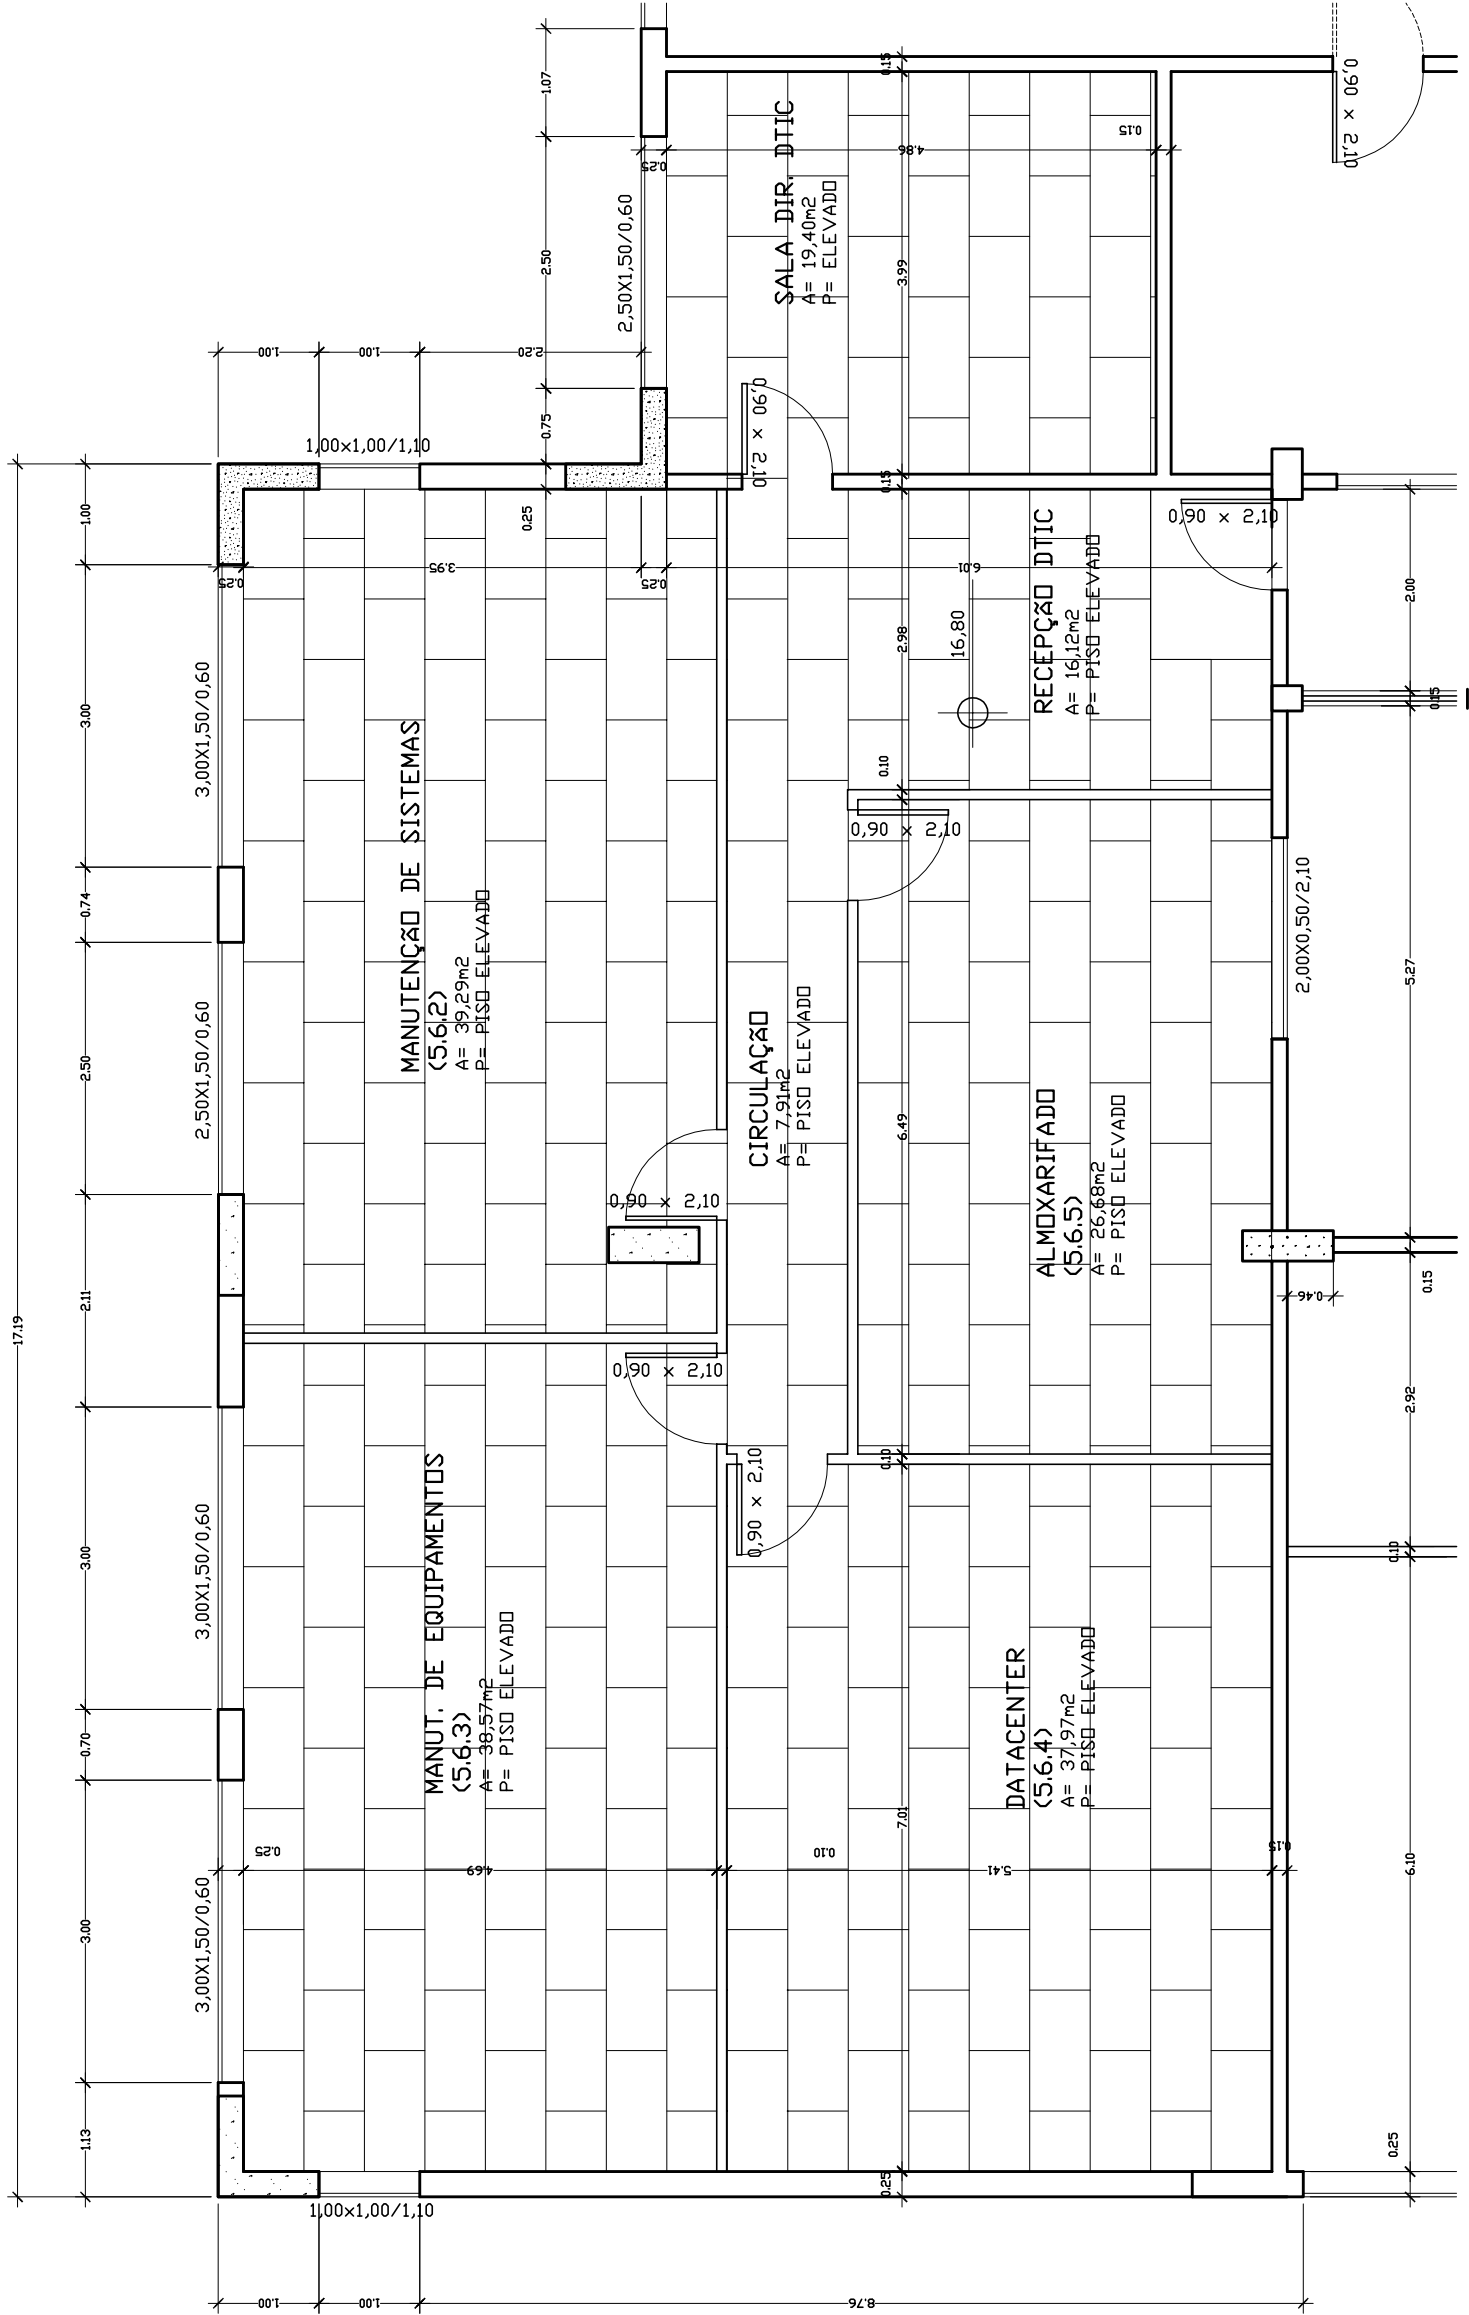 SALA DIR. DTIC
A= 19,40m2
P= ELEVADO
RECEPÇÃO DTIC
A= 16,12m2
P= PISO ELEVADO
16,80
MANUTENÇÃO DE SISTEMAS
(5.6.2)
A= 39,29m2
P= PISO ELEVADO
CIRCULAÇÃO
A= 7,91m2
P= PISO ELEVADO
ALMOXARIFADO
(5.6.5)
A= 26,68m2
P= PISO ELEVADO
MANUT. DE EQUIPAMENTOS
(5.6.3)
A= 38,57m2
P= PISO ELEVADO
DATACENTER
(5.6.4)
A= 37,97m2
P= PISO ELEVADO
0,90 x 2,10
0,90 x 2,10
0,90 x 2,10
0,90 x 2,10
0,90 x 2,10
0,90 x 2,10
0,90 x 2,10
2,50X1,50/0,60
1,00x1,00/1,10
3,00X1,50/0,60
2,50X1,50/0,60
3,00X1,50/0,60
3,00X1,50/0,60
1,00x1,00/1,10
2,00X0,50/2,10
17.19
1.00
3.00
0.74
2.50
2.11
3.00
0.70
3.00
1.13
1.07
2.50
0.75
0.25
1.00
1.00
2.20
0.25
4.86
0.15
0.15
3.99
0.15
2.98
0.10
6.49
0.10
7.01
0.25
0.25
3.95
0.25
6.01
0.25
4.69
0.10
5.41
0.15
2.00
0.15
5.27
0.15
0.46
2.92
0.10
6.10
0.25
1.00
1.00
8.76